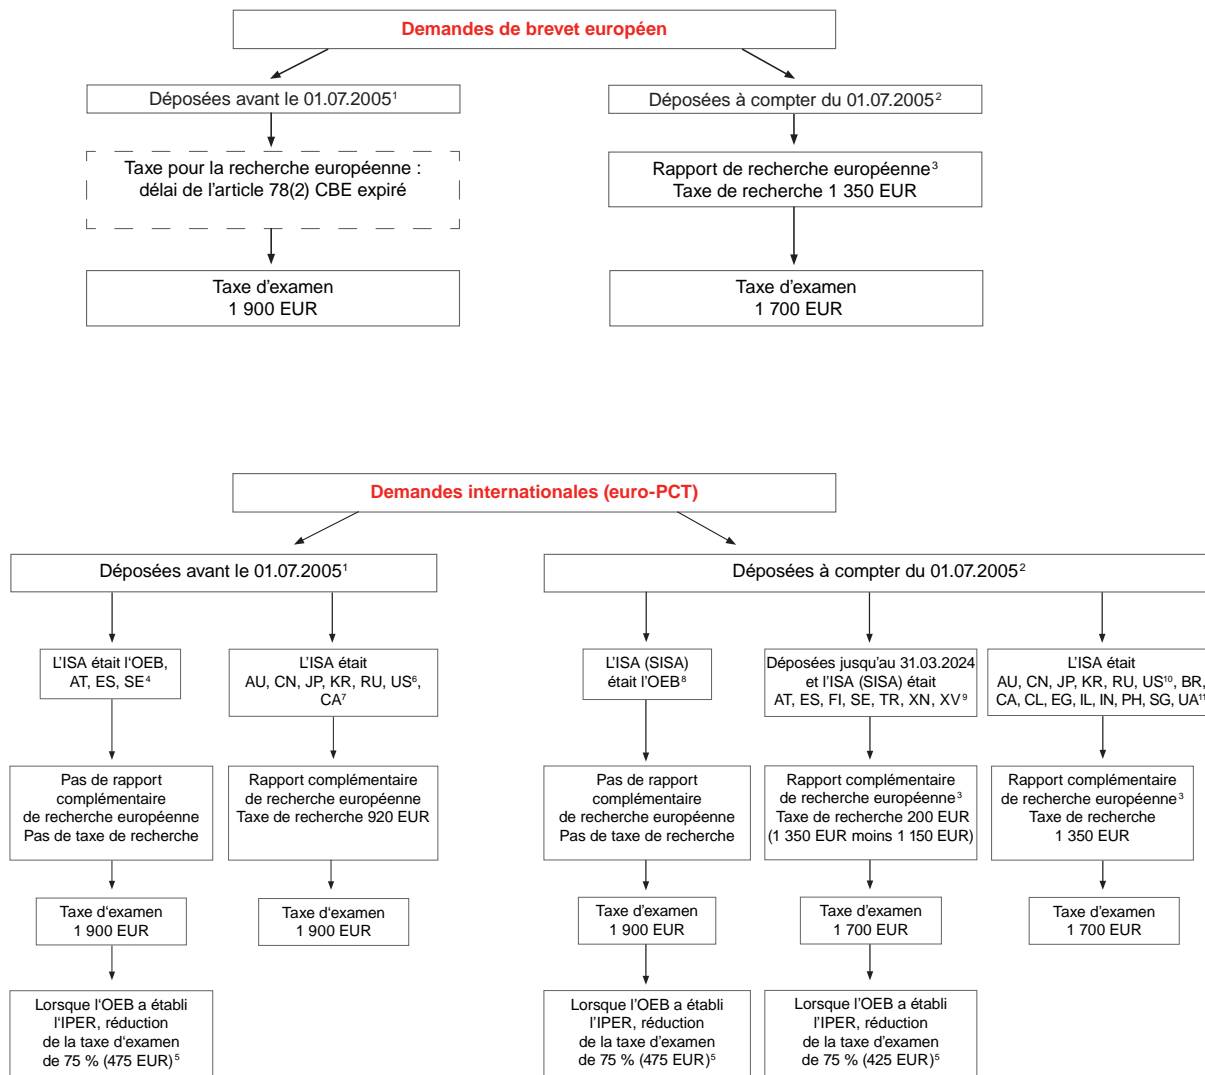 Demandes de brevet européen
Déposées avant le 01.07.2005¹
Taxe pour la recherche européenne :
délai de l'article 78(2) CBE expiré
Taxe d'examen
1 900 EUR
Déposées à compter du 01.07.2005²
Rapport de recherche européenne³
Taxe de recherche 1 350 EUR
Taxe d'examen
1 700 EUR
Demandes internationales (euro-PCT)
Déposées avant le 01.07.2005¹
L'ISA était l'OEB,
AT, ES, SE⁴
Pas de rapport
complémentaire
de recherche européenne
Pas de taxe de recherche
Taxe d'examen
1 900 EUR
Lorsque l'OEB a établi
l'IPER, réduction
de la taxe d'examen
de 75 % (475 EUR)⁵
L'ISA était
AU, CN, JP, KR, RU, US⁶,
CA⁷
Rapport complémentaire
de recherche européenne
Taxe de recherche 920 EUR
Taxe d'examen
1 900 EUR
Déposées à compter du 01.07.2005²
L'ISA (SISA)
était l'OEB⁸
Pas de rapport
complémentaire
de recherche européenne
Pas de taxe de recherche
Taxe d'examen
1 900 EUR
Lorsque l'OEB a établi
l'IPER, réduction
de la taxe d'examen
de 75 % (475 EUR)⁵
Déposées jusqu'au 31.03.2024
et l'ISA (SISA) était
AT, ES, FI, SE, TR, XN, XV⁹
Rapport complémentaire
de recherche européenne³
Taxe de recherche 200 EUR
(1 350 EUR moins 1 150 EUR)
Taxe d'examen
1 700 EUR
Lorsque l'OEB a établi
l'IPER, réduction
de la taxe d'examen
de 75 % (425 EUR)⁵
L'ISA était
AU, CN, JP, KR, RU, US¹⁰, BR,
CA, CL, EG, IL, IN, PH, SG, UA¹¹
Rapport complémentaire
de recherche européenne³
Taxe de recherche
1 350 EUR
Taxe d'examen
1 700 EUR